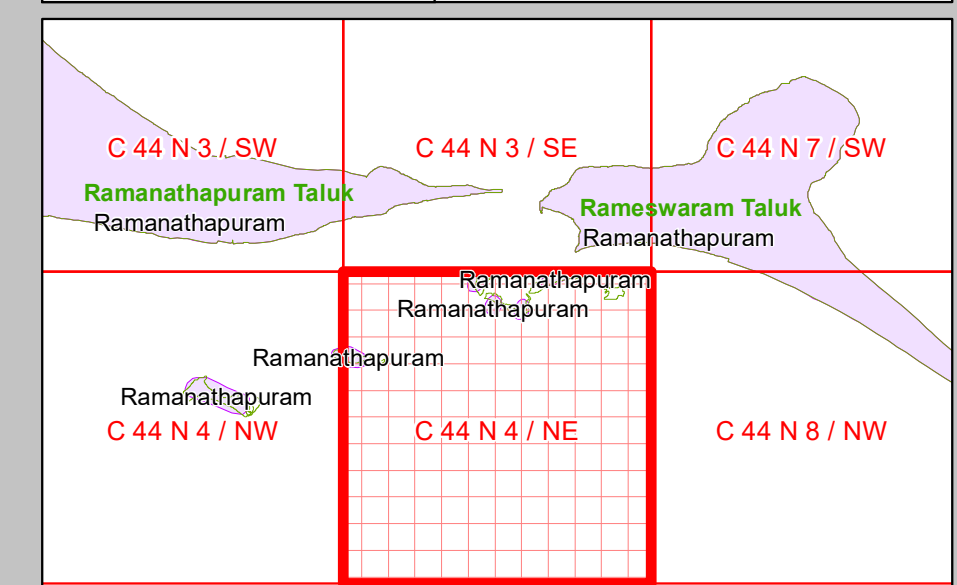 C 44 N 3 / SW
C 44 N 3 / SE
C 44 N 7 / SW
Ramanathapuram Taluk
Ramanathapuram
Rameswaram Taluk
Ramanathapuram
Ramanathapuram
Ramanathapuram
Ramanathapuram
Ramanathapuram
C 44 N 4 / NW
C 44 N 4 / NE
C 44 N 8 / NW